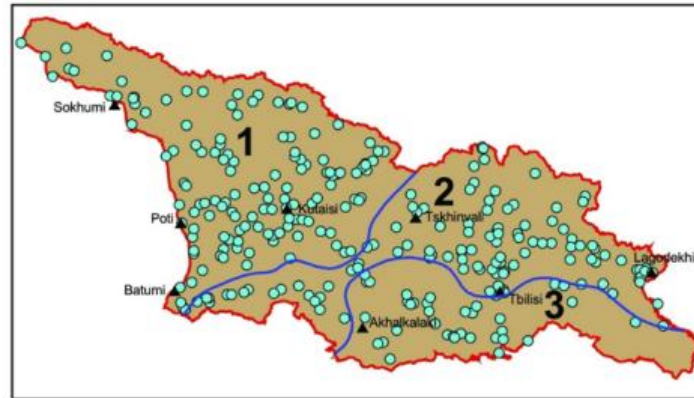 Sokhumi
1
2
Kutaisi
Tskhinvali
Poti
Lagodekhi
Batumi
Tbilisi
3
Akhalkalaki